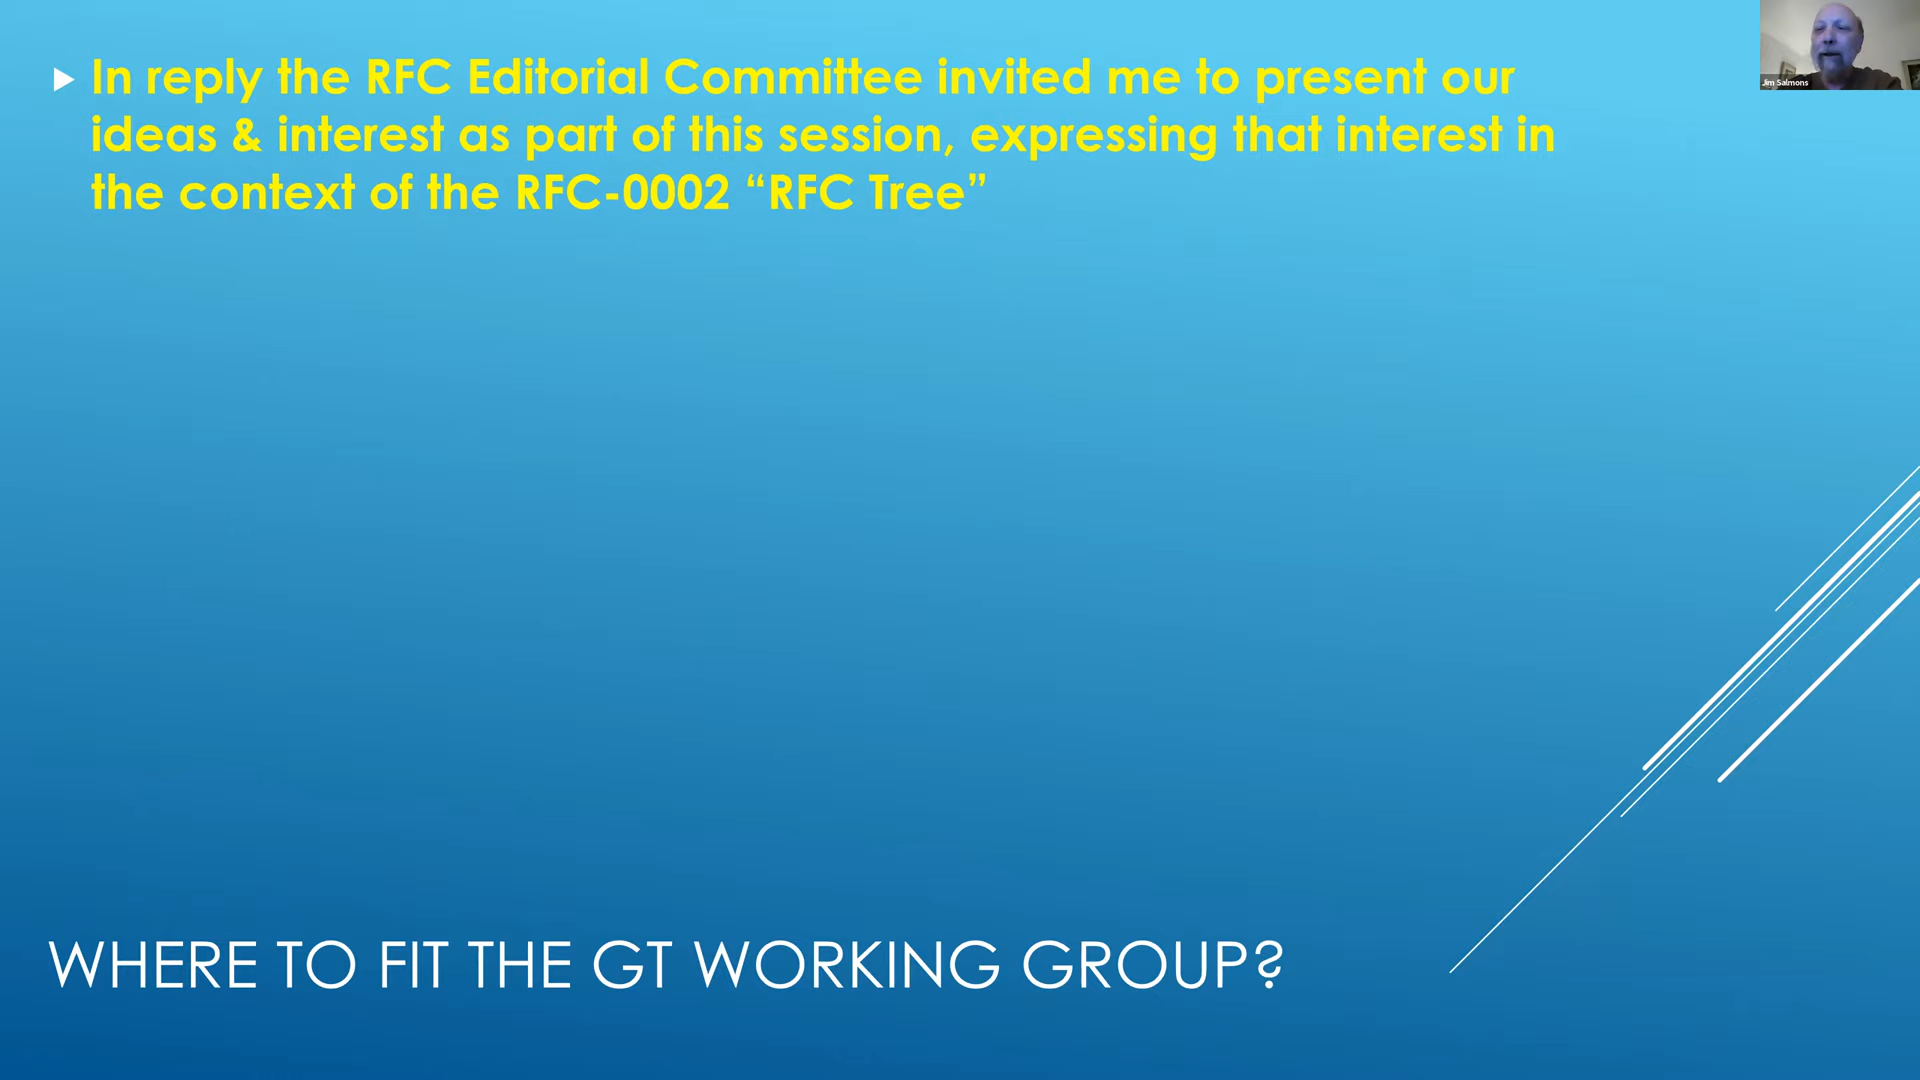 In reply the RFC Editorial Committee invited me to present our
ideas & interest as part of this session, expressing that interest in
the context of the RFC-0002 “RFC Tree”
Jim Salmons
WHERE TO FIT THE GT WORKING GROUP?